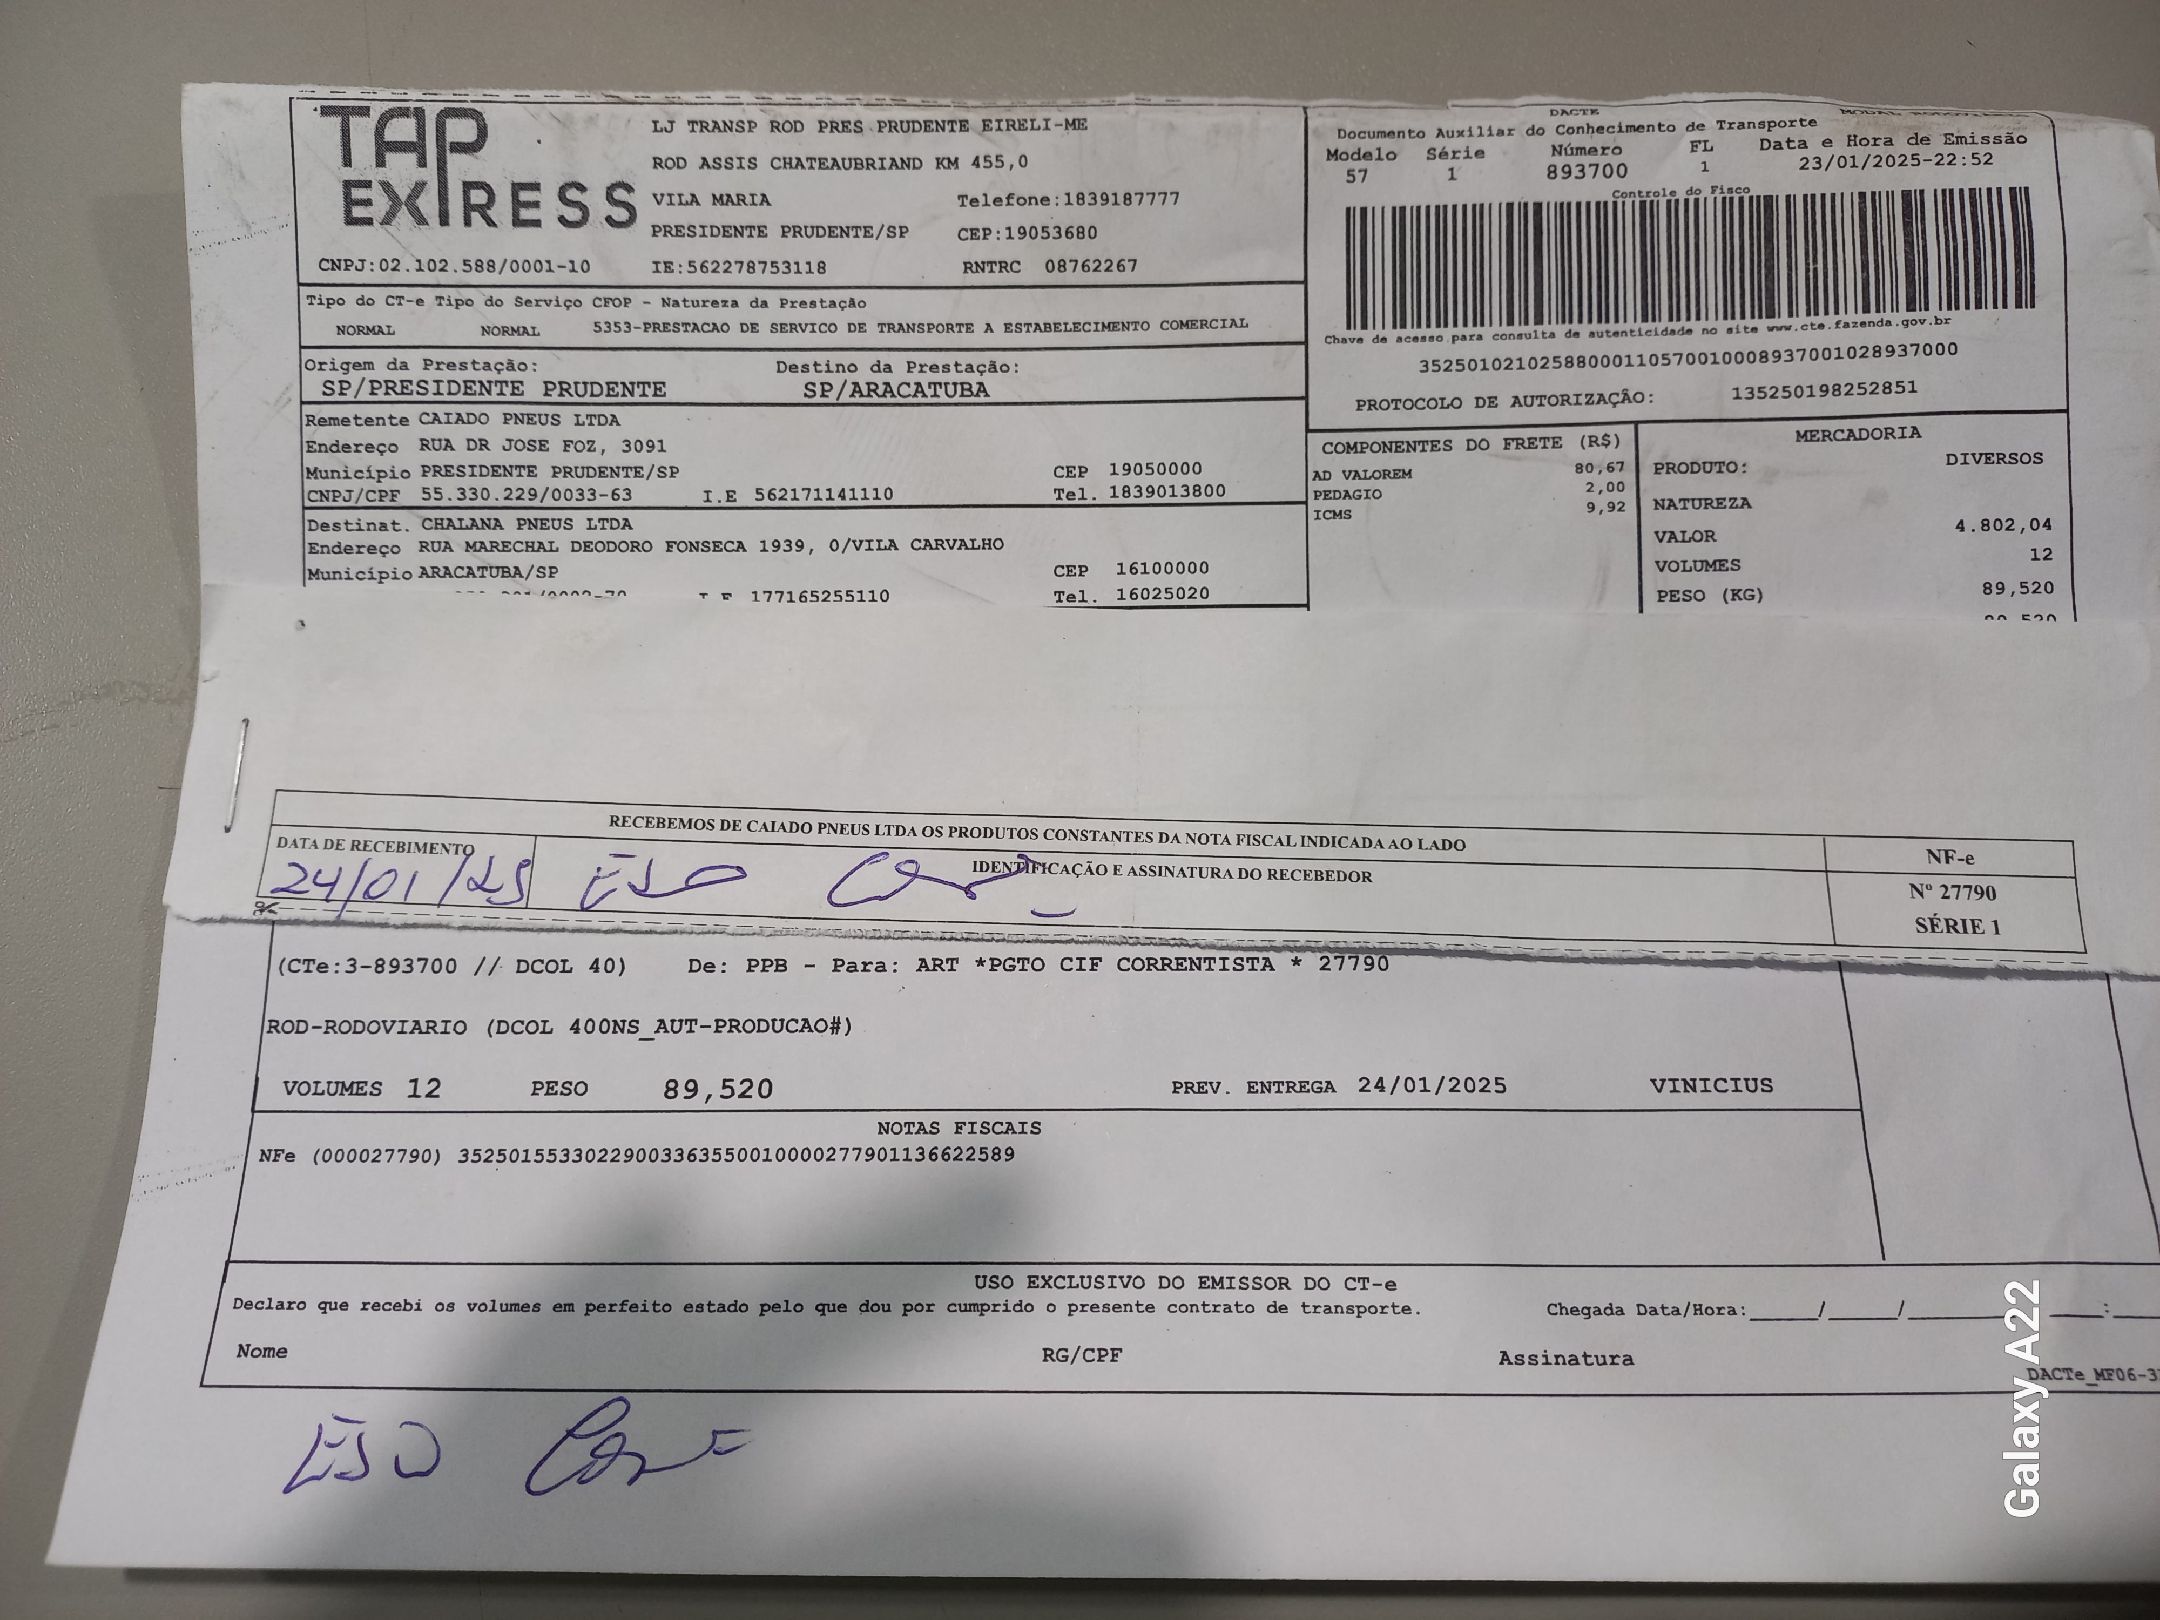 TAP EXPRESS
LJ TRANSP ROD PRES PRUDENTE EIRELI-ME
ROD ASSIS CHATEAUBRIAND KM 455,0
VILA MARIA Telefone:1839187777
PRESIDENTE PRUDENTE/SP CEP:19053680
CNPJ:02.102.588/0001-10 IE:562278753118 RNTRC 08762267
DACTE
Documento Auxiliar do Conhecimento de Transporte
Modelo Série Número FL Data e Hora de Emissão
57 1 893700 1 23/01/2025-22:52
Controle do Fisco
Chave de acesso para consulta de autenticidade no site www.cte.fazenda.gov.br
35250102102588000110570010008937001028937000
PROTOCOLO DE AUTORIZAÇÃO: 135250198252851
Tipo do CT-e Tipo do Serviço CFOP - Natureza da Prestação
NORMAL NORMAL 5353-PRESTACAO DE SERVICO DE TRANSPORTE A ESTABELECIMENTO COMERCIAL
Origem da Prestação: Destino da Prestação:
SP/PRESIDENTE PRUDENTE SP/ARACATUBA
Remetente CAIADO PNEUS LTDA
Endereço RUA DR JOSE FOZ, 3091
Município PRESIDENTE PRUDENTE/SP CEP 19050000
CNPJ/CPF 55.330.229/0033-63 I.E 562171141110 Tel. 1839013800
Destinat. CHALANA PNEUS LTDA
Endereço RUA MARECHAL DEODORO FONSECA 1939, 0/VILA CARVALHO
Município ARACATUBA/SP CEP 16100000
177165255110 Tel. 16025020
COMPONENTES DO FRETE (R$)
AD VALOREM 80,67
PEDAGIO 2,00
ICMS 9,92
MERCADORIA
PRODUTO: DIVERSOS
NATUREZA
VALOR 4.802,04
VOLUMES 12
PESO (KG) 89,520
RECEBEMOS DE CAIADO PNEUS LTDA OS PRODUTOS CONSTANTES DA NOTA FISCAL INDICADA AO LADO
DATA DE RECEBIMENTO IDENTIFICAÇÃO E ASSINATURA DO RECEBEDOR
24/01/25
NF-e
Nº 27790
SÉRIE 1
(CTe:3-893700 // DCOL 40) De: PPB - Para: ART *PGTO CIF CORRENTISTA * 27790
ROD-RODOVIARIO (DCOL 400NS_AUT-PRODUCAO#)
VOLUMES 12 PESO 89,520 PREV. ENTREGA 24/01/2025 VINICIUS
NOTAS FISCAIS
NFe (000027790) 35250155330229003363550010000277901136622589
USO EXCLUSIVO DO EMISSOR DO CT-e
Declaro que recebi os volumes em perfeito estado pelo que dou por cumprido o presente contrato de transporte. Chegada Data/Hora:_____/_____/_______ ____:____
Nome RG/CPF Assinatura
DACTe_MF06-3
Galaxy A22